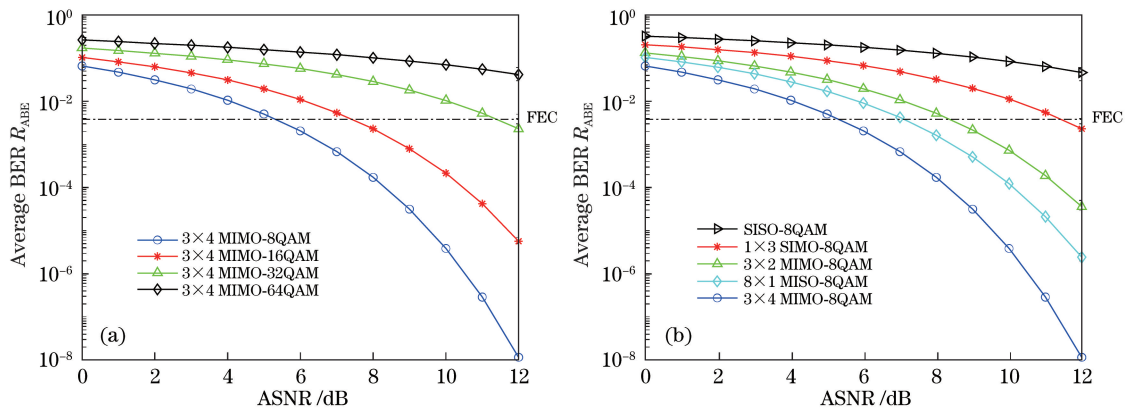 10⁰
10⁻²
10⁻⁴
10⁻⁶
10⁻⁸
Average BER R_ABE
FEC
3×4 MIMO-8QAM
3×4 MIMO-16QAM
3×4 MIMO-32QAM
3×4 MIMO-64QAM
(a)
0 2 4 6 8 10 12
ASNR /dB
10⁰
10⁻²
10⁻⁴
10⁻⁶
10⁻⁸
Average BER R_ABE
FEC
SISO-8QAM
1×3 SIMO-8QAM
3×2 MIMO-8QAM
8×1 MISO-8QAM
3×4 MIMO-8QAM
(b)
0 2 4 6 8 10 12
ASNR /dB